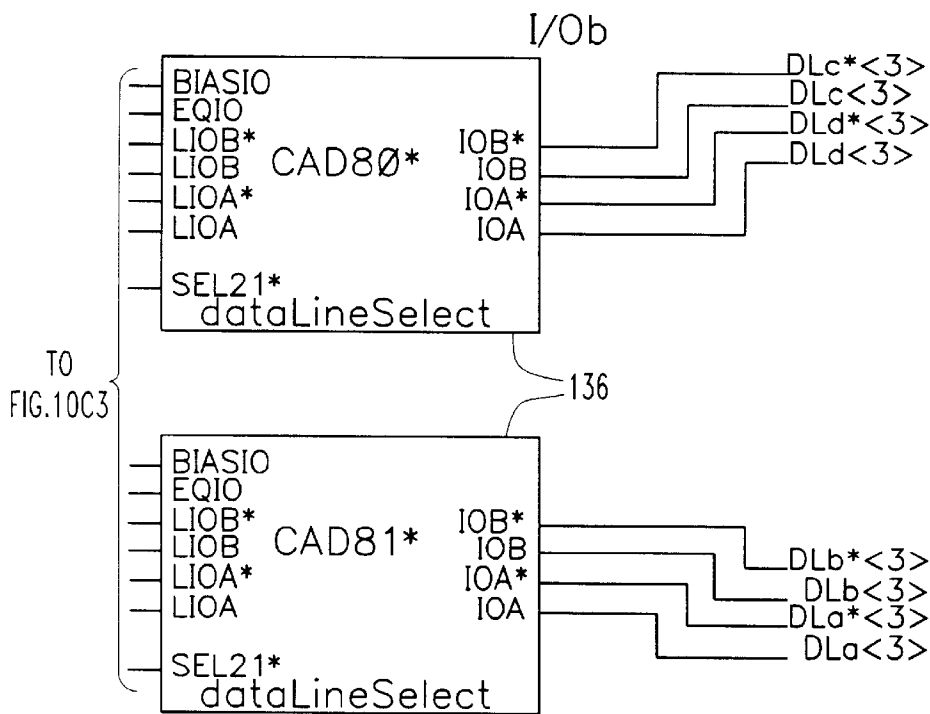 I/Ob
BIASIO
EQIO
LIOB*
LIOB
LIOA*
LIOA
SEL21*
CAD8Ø*
dataLineSelect
IOB*
IOB
IOA*
IOA
DLc*<3>
DLc<3>
DLd*<3>
DLd<3>
TO
FIG.10C3
136
BIASIO
EQIO
LIOB*
LIOB
LIOA*
LIOA
SEL21*
CAD81*
dataLineSelect
IOB*
IOB
IOA*
IOA
DLb*<3>
DLb<3>
DLa*<3>
DLa<3>